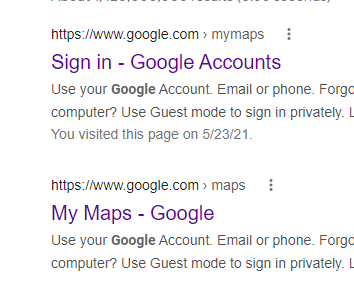 https://www.google.com › mymaps
Sign in - Google Accounts
Use your Google Account. Email or phone. Forgo
computer? Use Guest mode to sign in privately. L
You visited this page on 5/23/21.
https://www.google.com › maps
My Maps - Google
Use your Google Account. Email or phone. Forgo
computer? Use Guest mode to sign in privately. L